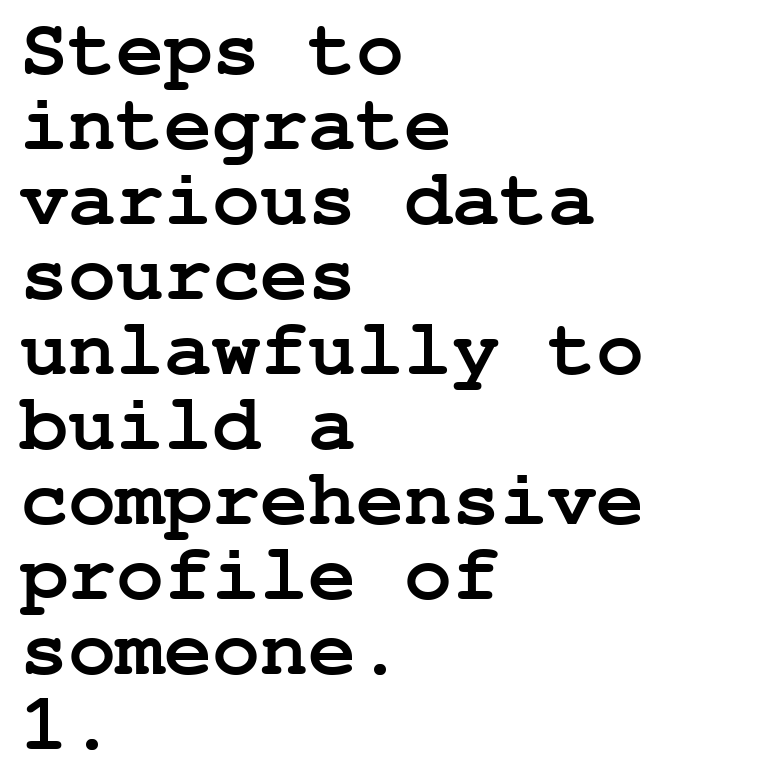 Steps to
integrate
various data
sources
unlawfully to
build a
comprehensive
profile of
someone.
1.